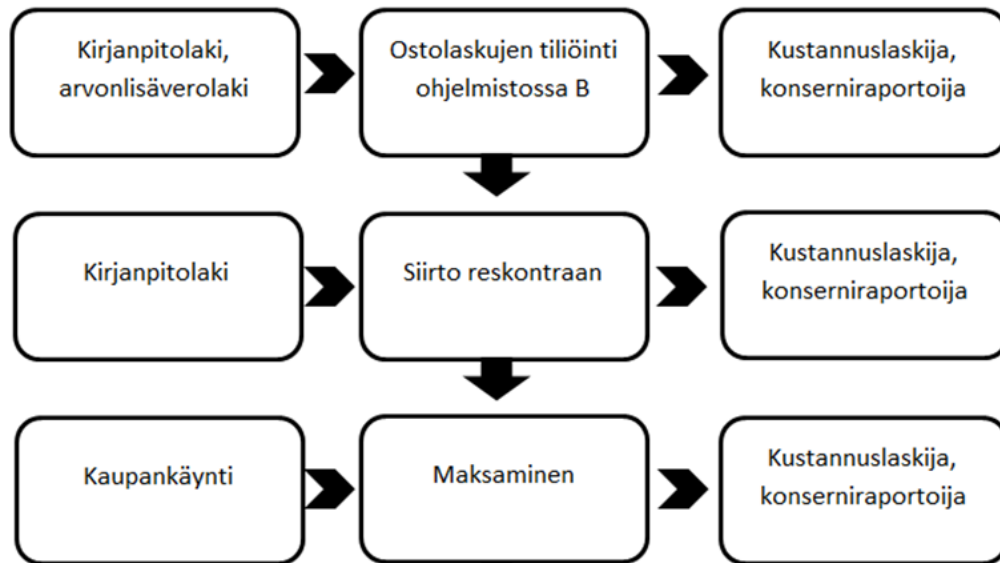 Kirjanpitolaki,
arvonlisäverolaki
Ostolaskujen tiliöinti
ohjelmistossa B
Kustannuslaskija,
konserniraportoija
Kirjanpitolaki
Siirto reskontraan
Kustannuslaskija,
konserniraportoija
Kaupankäynti
Maksaminen
Kustannuslaskija,
konserniraportoija